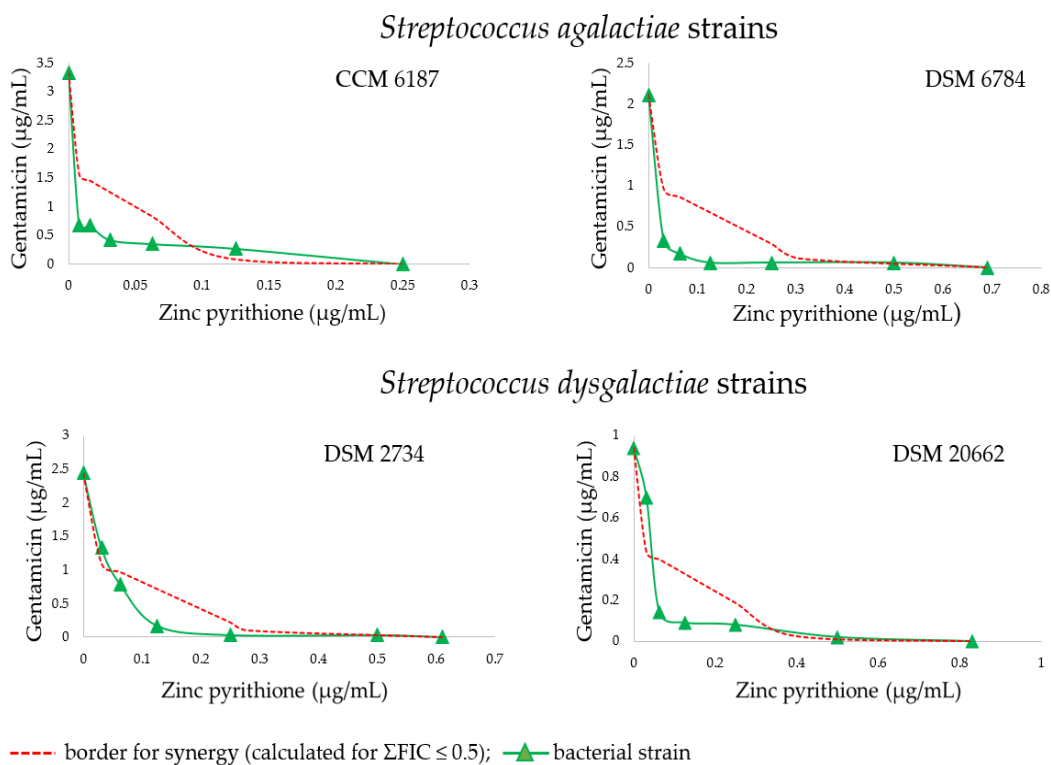 Streptococcus agalactiae strains
CCM 6187
Gentamicin (µg/mL)
3.5
3
2.5
2
1.5
1
0.5
0
0 0.05 0.1 0.15 0.2 0.25 0.3
Zinc pyrithione (µg/mL)
DSM 6784
Gentamicin (µg/mL)
2.5
2
1.5
1
0.5
0
0 0.1 0.2 0.3 0.4 0.5 0.6 0.7 0.8
Zinc pyrithione (µg/mL)
Streptococcus dysgalactiae strains
DSM 2734
Gentamicin (µg/mL)
3
2.5
2
1.5
1
0.5
0
0 0.1 0.2 0.3 0.4 0.5 0.6 0.7
Zinc pyrithione (µg/mL)
DSM 20662
Gentamicin (µg/mL)
1
0.8
0.6
0.4
0.2
0
0 0.2 0.4 0.6 0.8 1
Zinc pyrithione (µg/mL)
border for synergy (calculated for ΣFIC ≤ 0.5); bacterial strain